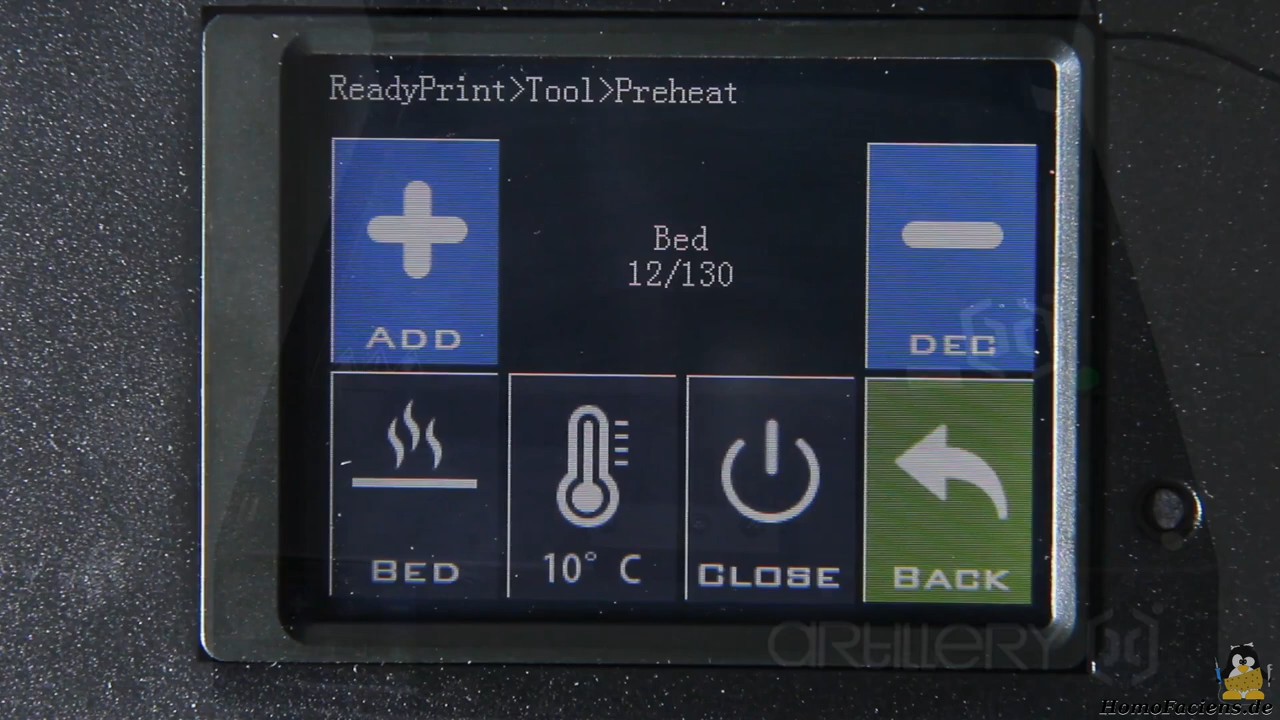 ReadyPrint>Tool>Preheat
Bed
12/130
ADD
DEC
BED
10° C
CLOSE
BACK
ARTILLERY
HomoFaciens.de